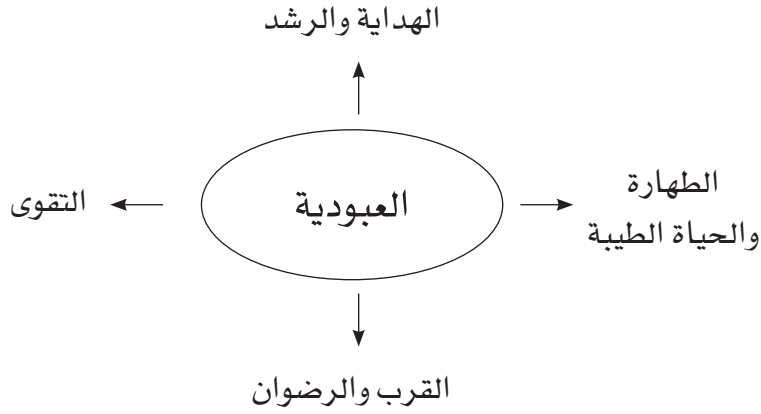 الهداية والرشد
الطهارة
والحياة الطيبة
العبودية
التقوى
القرب والرضوان